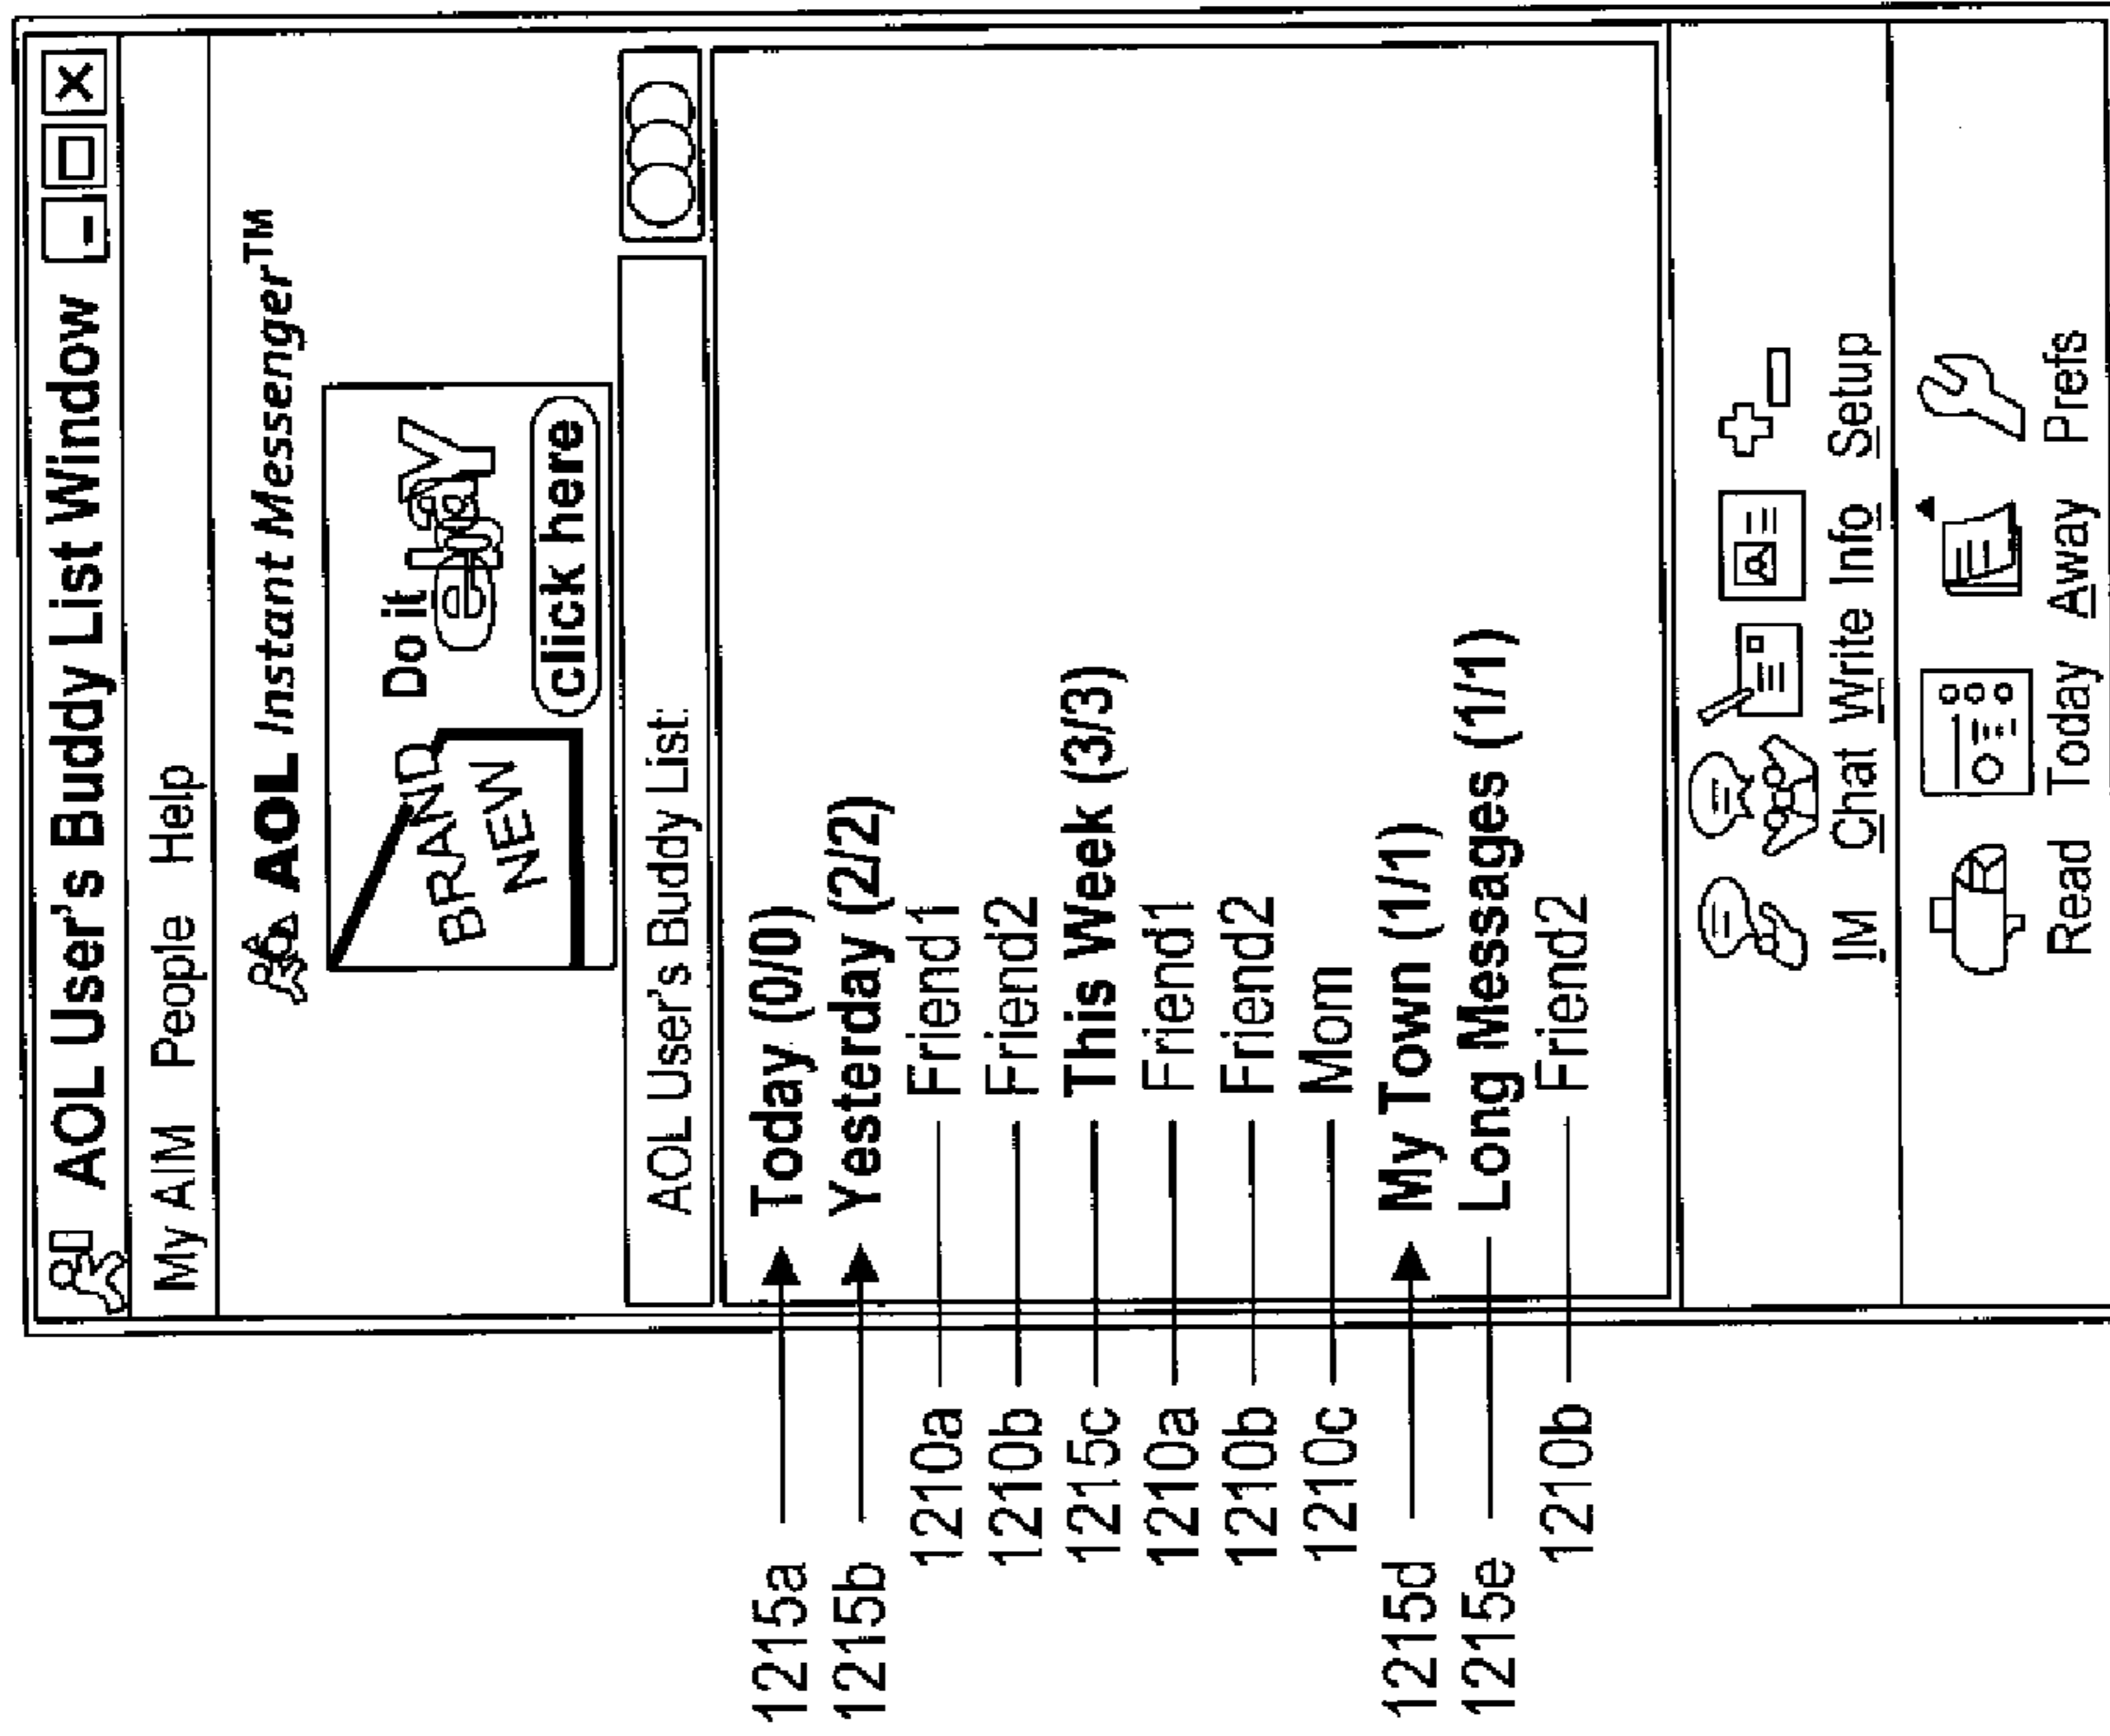 AOL User's Buddy List Window
My AIM People Help
AOL Instant Messenger™
BRAND NEW
Do it
ebay
click here
AOL User's Buddy List:
1215a Today (0/0)
1215b Yesterday (2/2)
1210a Friend1
1210b Friend2
1215c This Week (3/3)
1210a Friend1
1210b Friend2
1210c Mom
1215d My Town (1/1)
1215e Long Messages (1/1)
1210b Friend2
IM Chat Write Info Setup
Read Today Away Prefs